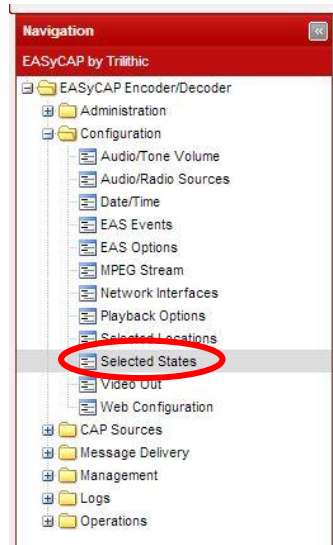 Navigation
EASyCAP by Trilithic
EASyCAP Encoder/Decoder
Administration
Configuration
Audio/Tone Volume
Audio/Radio Sources
Date/Time
EAS Events
EAS Options
MPEG Stream
Network Interfaces
Playback Options
Selected Locations
Selected States
Video Out
Web Configuration
CAP Sources
Message Delivery
Management
Logs
Operations